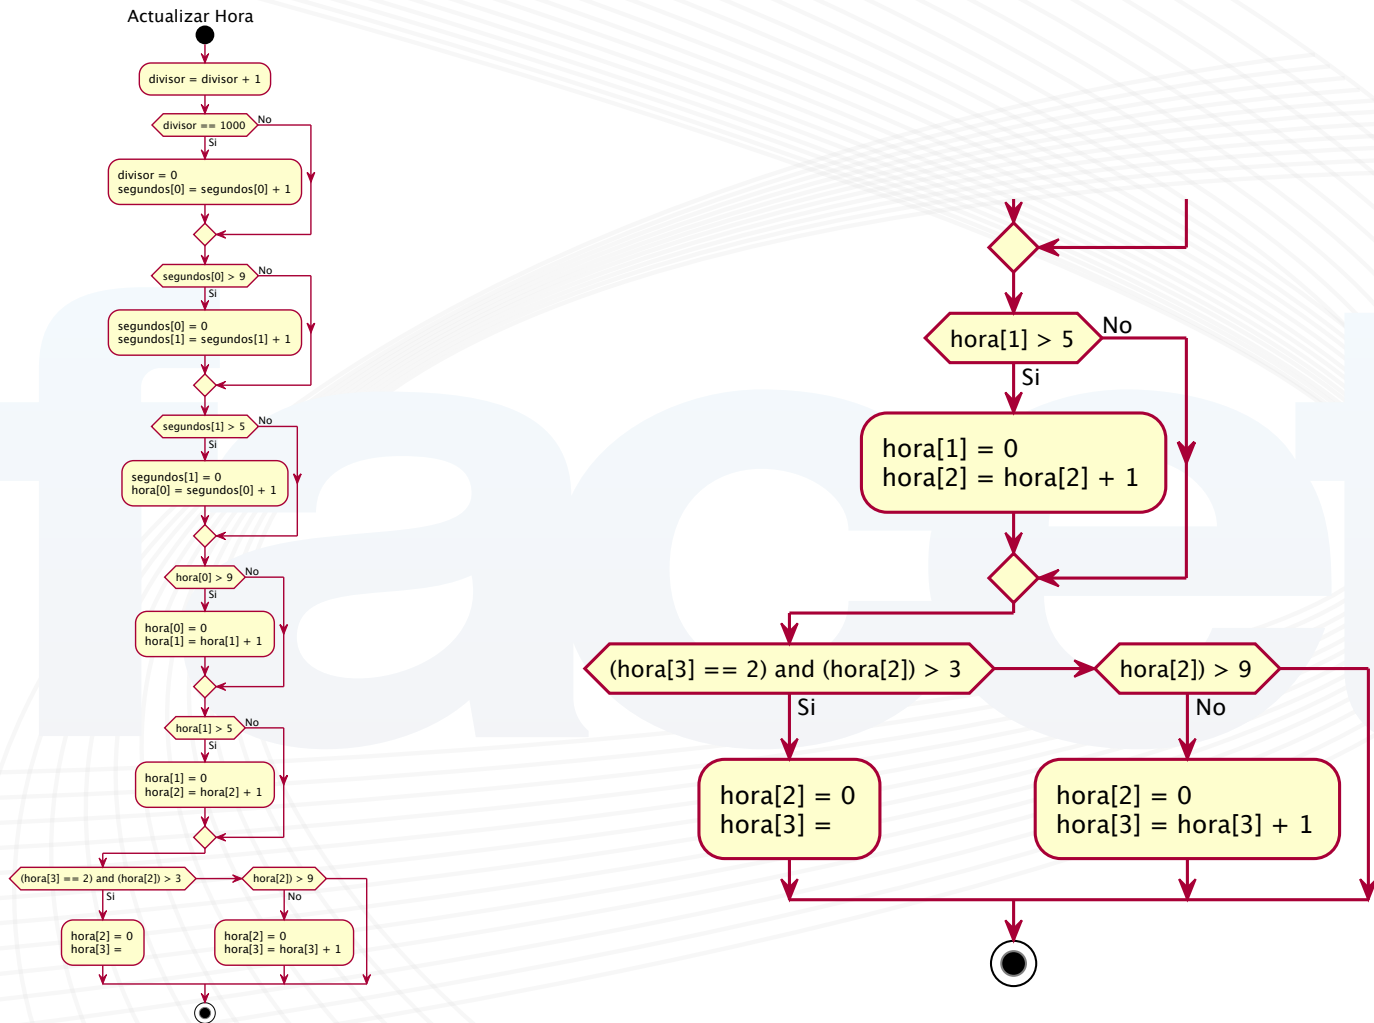 Actualizar Hora
divisor = divisor + 1
divisor == 1000
No
Si
divisor = 0
segundos[0] = segundos[0] + 1
segundos[0] > 9
No
Si
segundos[0] = 0
segundos[1] = segundos[1] + 1
segundos[1] > 5
No
Si
segundos[1] = 0
hora[0] = segundos[0] + 1
hora[0] > 9
No
Si
hora[0] = 0
hora[1] = hora[1] + 1
hora[1] > 5
No
Si
hora[1] = 0
hora[2] = hora[2] + 1
(hora[3] == 2) and (hora[2]) > 3
hora[2]) > 9
Si
No
hora[2] = 0
hora[3] =
hora[2] = 0
hora[3] = hora[3] + 1
hora[1] > 5
No
Si
hora[1] = 0
hora[2] = hora[2] + 1
(hora[3] == 2) and (hora[2]) > 3
hora[2]) > 9
Si
No
hora[2] = 0
hora[3] =
hora[2] = 0
hora[3] = hora[3] + 1